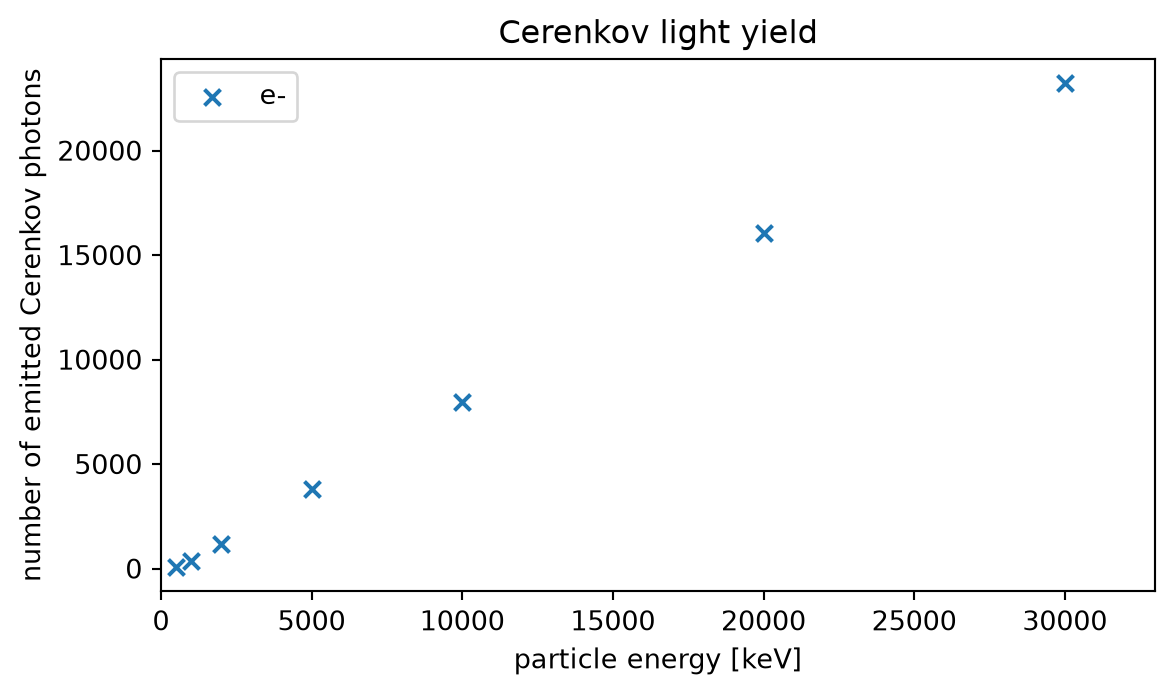 Cerenkov light yield
e-
number of emitted Cerenkov photons
20000
15000
10000
5000
0
0 5000 10000 15000 20000 25000 30000
particle energy [keV]